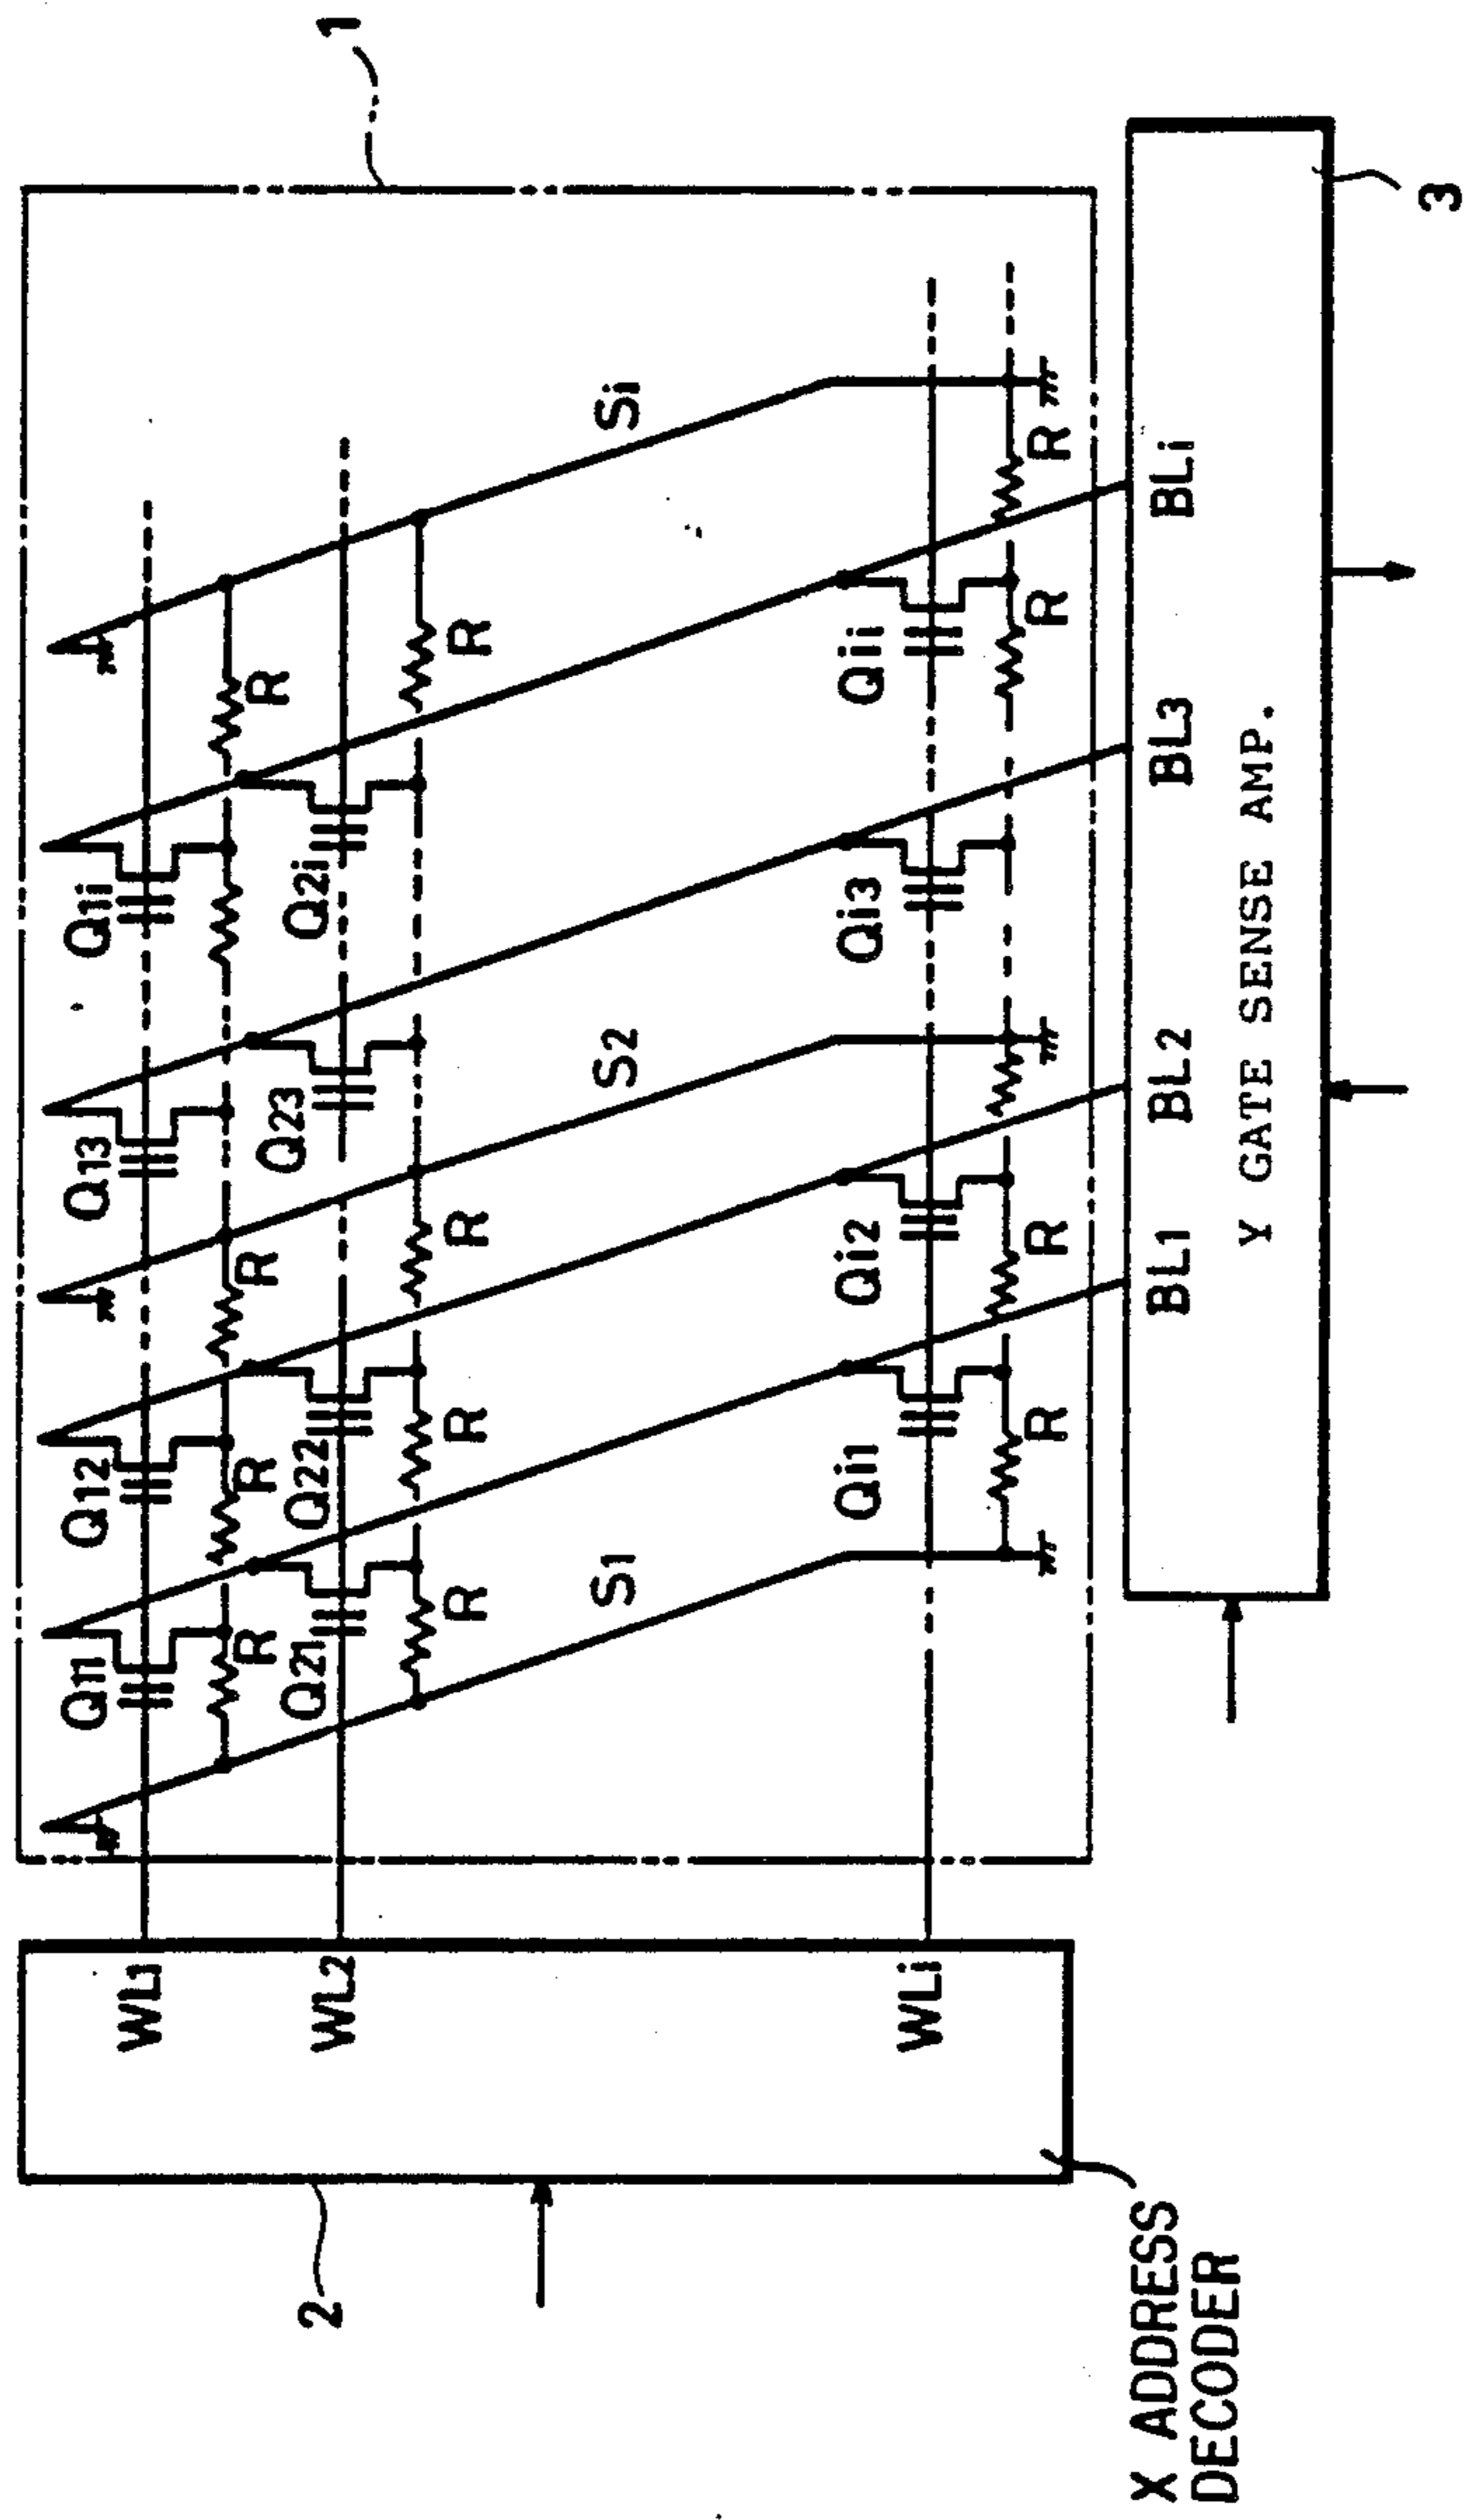 1
Q11
Q12
Q13
Q1i
R
R
R
R
Q21
Q22
Q23
Q2i
R
R
R
R
S1
S2
Si
Qi1
Qi2
Qi3
Qii
R
R
R
R
WL1
WL2
WLi
2
X ADDRESS
DECODER
BL1
BL2
BL3
BLi
Y GATE SENSE AMP.
3